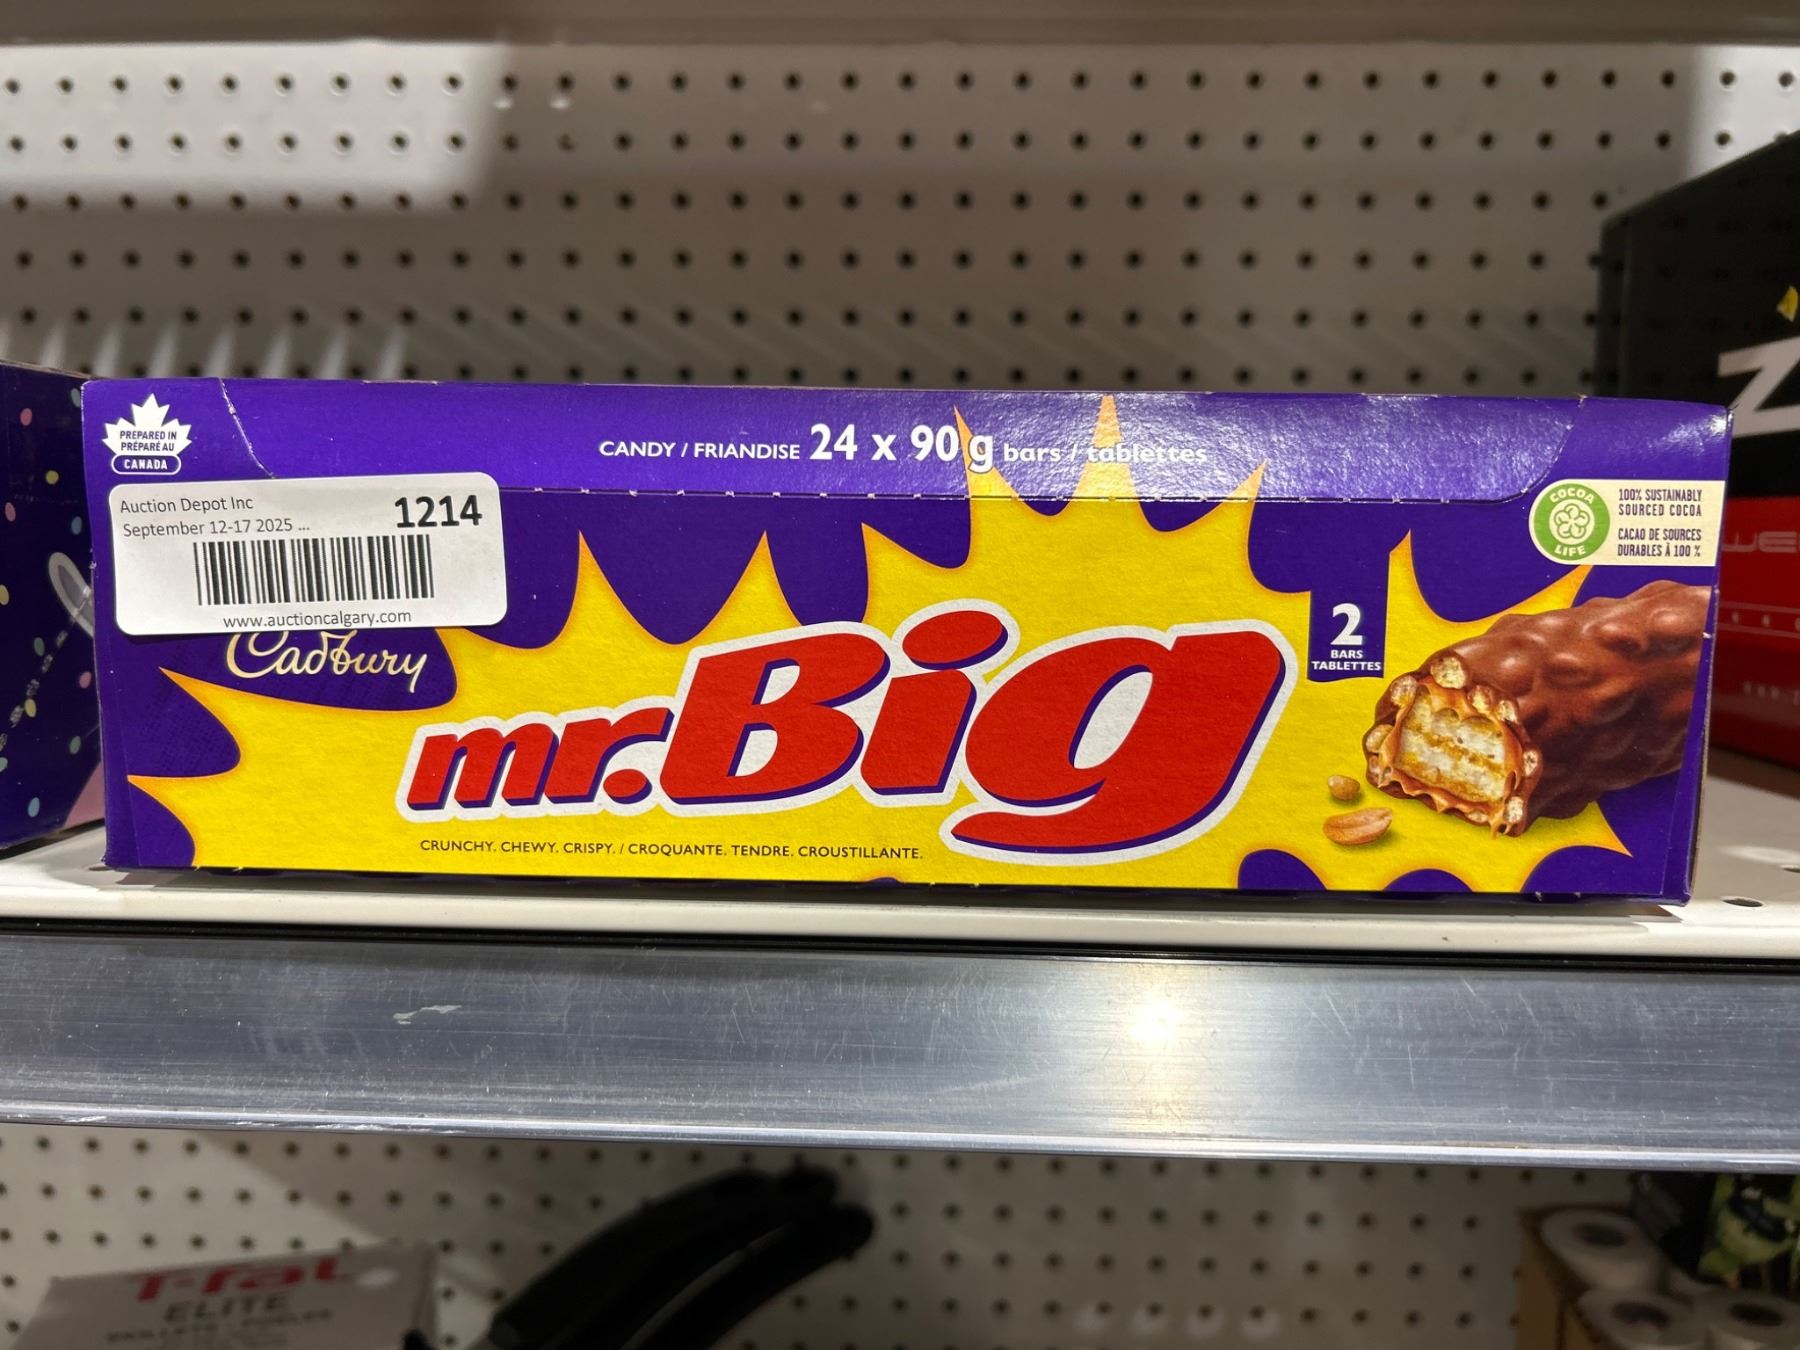 PREPARED IN
PRÉPARÉ AU
CANADA
CANDY / FRIANDISE 24 x 90 g bars / tablettes
Auction Depot Inc
September 12-17 2025 ...
1214
www.auctioncalgary.com
COCOA
LIFE
100% SUSTAINABLY
SOURCED COCOA
CACAO DE SOURCES
DURABLES À 100 %
Cadbury
mr.Big
2
BARS
TABLETTES
CRUNCHY. CHEWY. CRISPY. / CROQUANTE. TENDRE. CROUSTILLANTE.
T-fal
ELITE